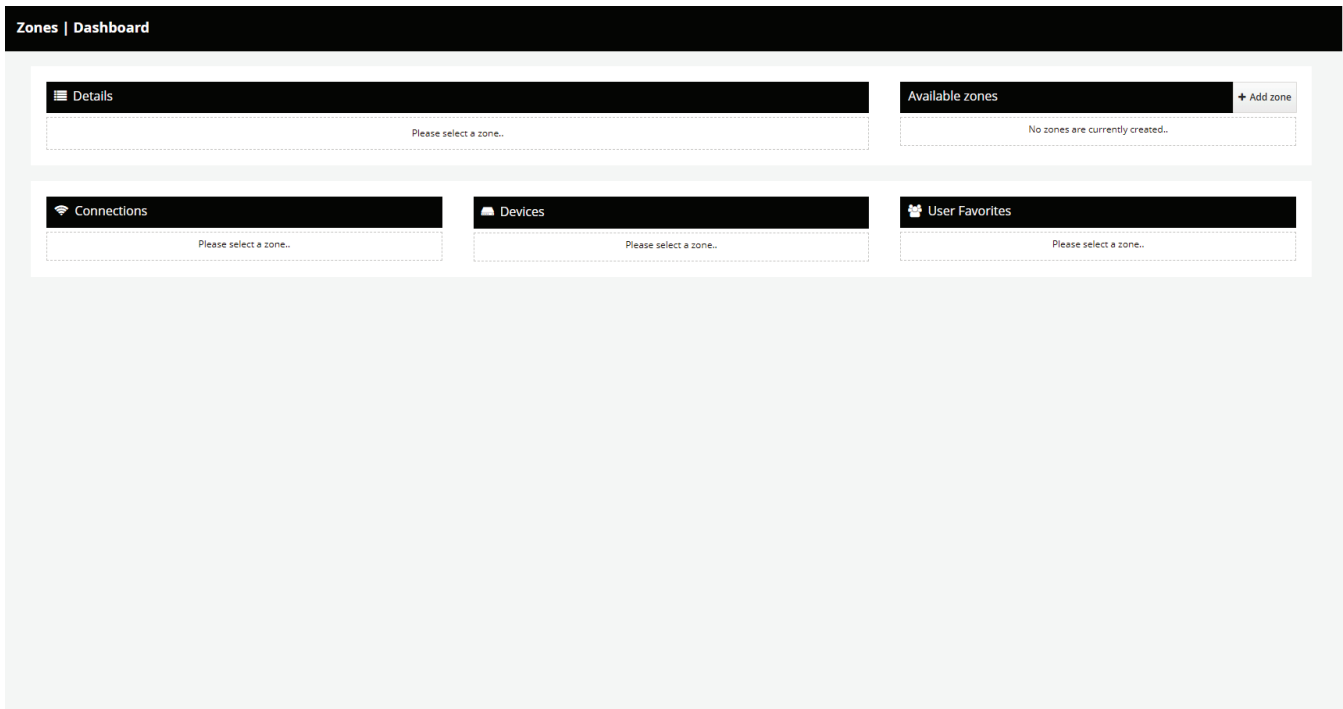 Zones | Dashboard
Details
Please select a zone..
Available zones
+ Add zone
No zones are currently created..
Connections
Please select a zone..
Devices
Please select a zone..
User Favorites
Please select a zone..